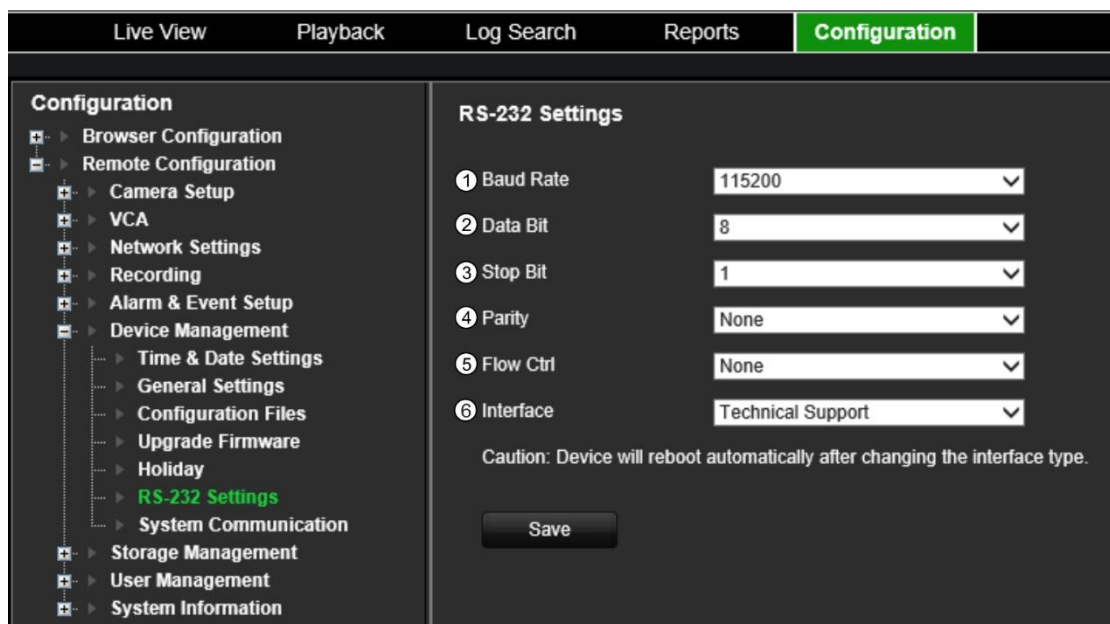 Live View Playback Log Search Reports Configuration
Configuration
Browser Configuration
Remote Configuration
Camera Setup
VCA
Network Settings
Recording
Alarm & Event Setup
Device Management
Time & Date Settings
General Settings
Configuration Files
Upgrade Firmware
Holiday
RS-232 Settings
System Communication
Storage Management
User Management
System Information
RS-232 Settings
1 Baud Rate 115200
2 Data Bit 8
3 Stop Bit 1
4 Parity None
5 Flow Ctrl None
6 Interface Technical Support
Caution: Device will reboot automatically after changing the interface type.
Save